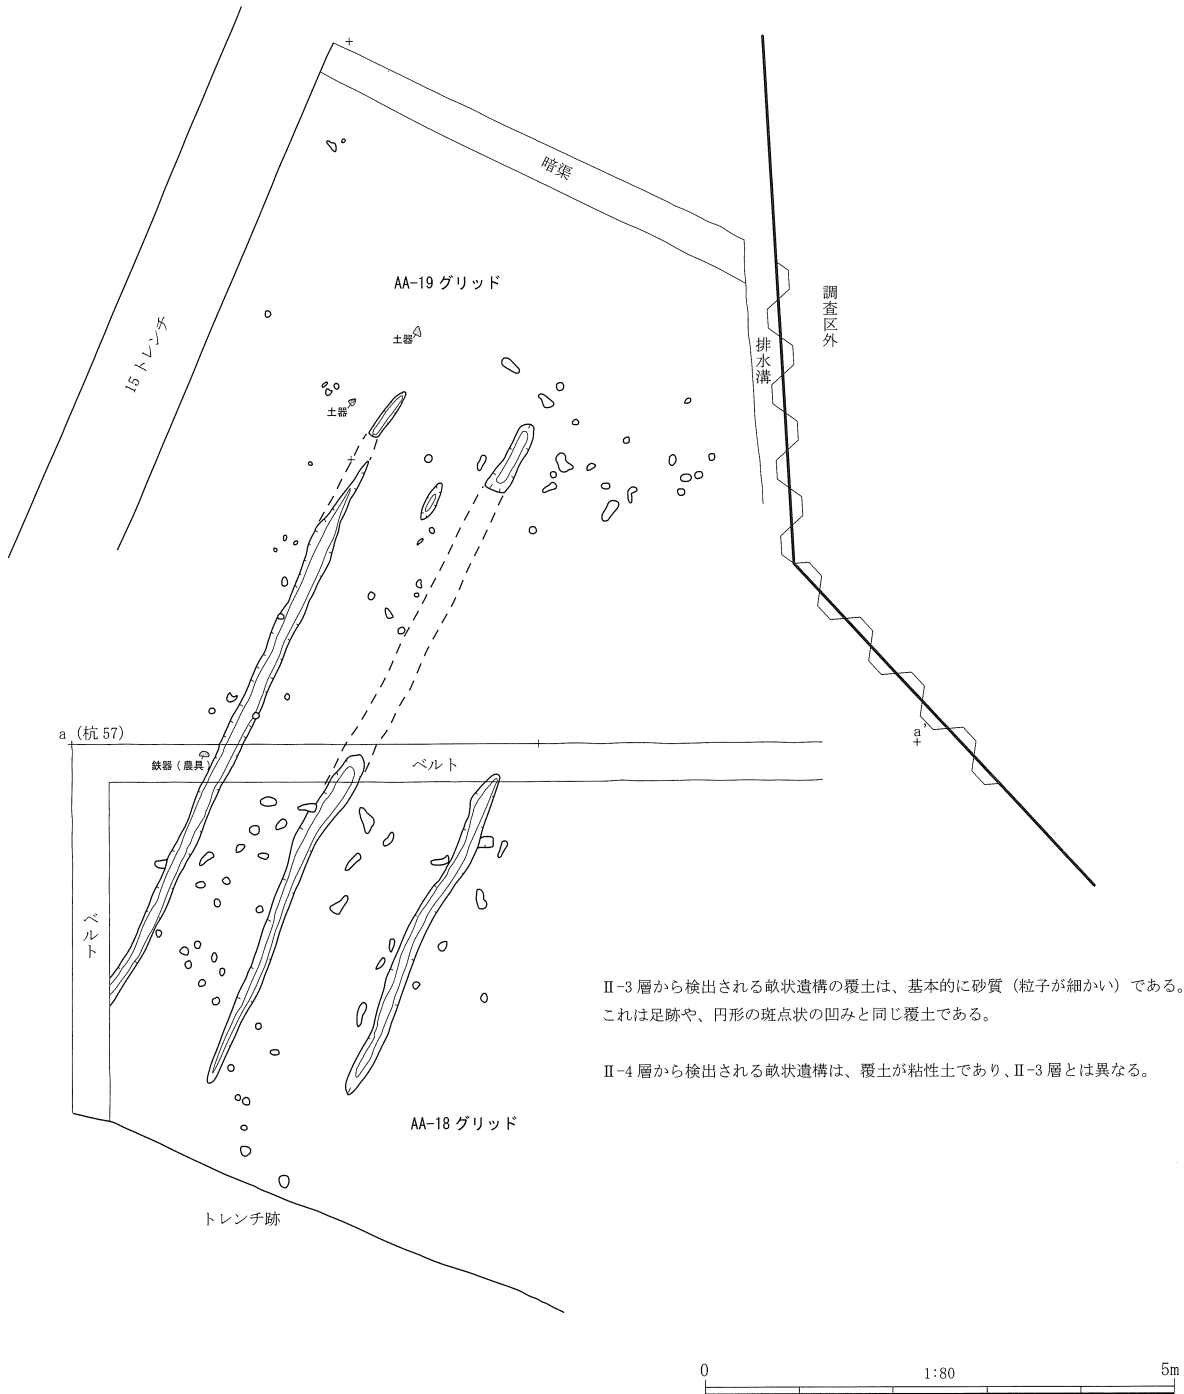 暗渠
AA-19 グリッド
15 トレンチ
土器
土器
排水溝
調査区外
a（杭 57）
a'
鉄器（農具）
ベルト
ベルト
Ⅱ-3 層から検出される畝状遺構の覆土は、基本的に砂質（粒子が細かい）である。
これは足跡や、円形の斑点状の凹みと同じ覆土である。
Ⅱ-4 層から検出される畝状遺構は、覆土が粘性土であり、Ⅱ-3 層とは異なる。
AA-18 グリッド
トレンチ跡
0 1:80 5m